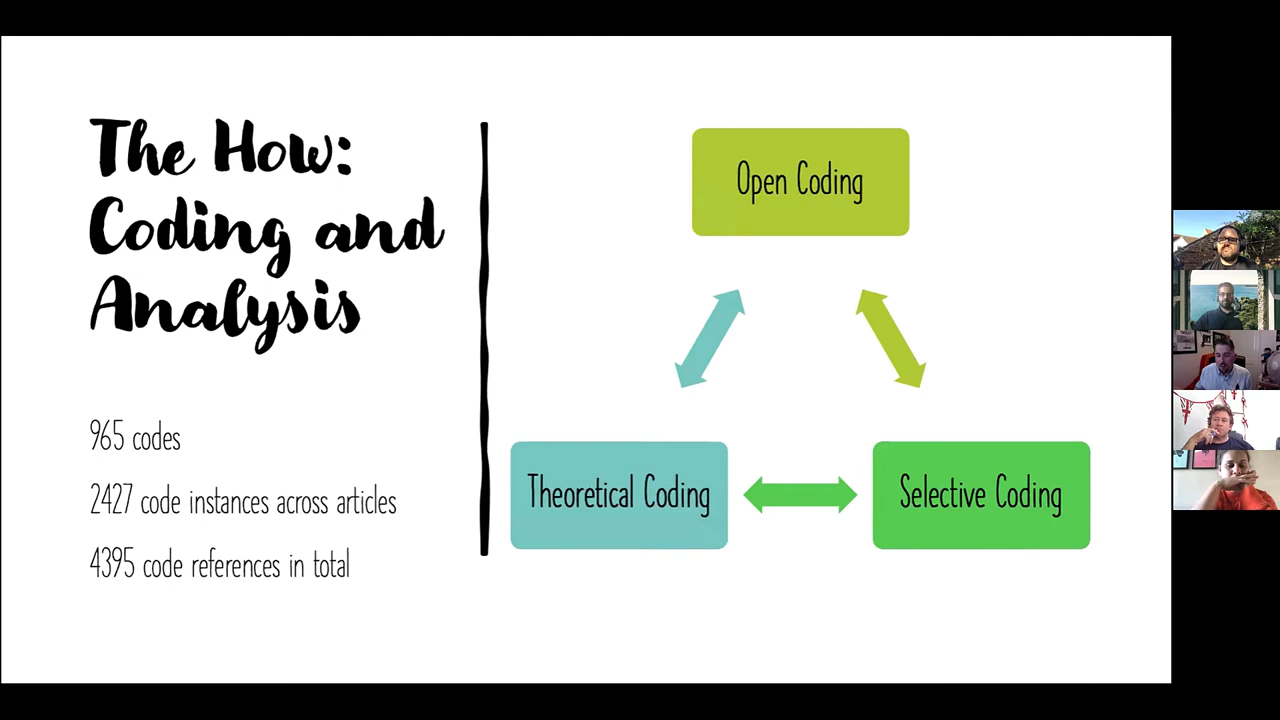 The How:
Coding and
Analysis
965 codes
2427 code instances across articles
4395 code references in total
Open Coding
Theoretical Coding
Selective Coding